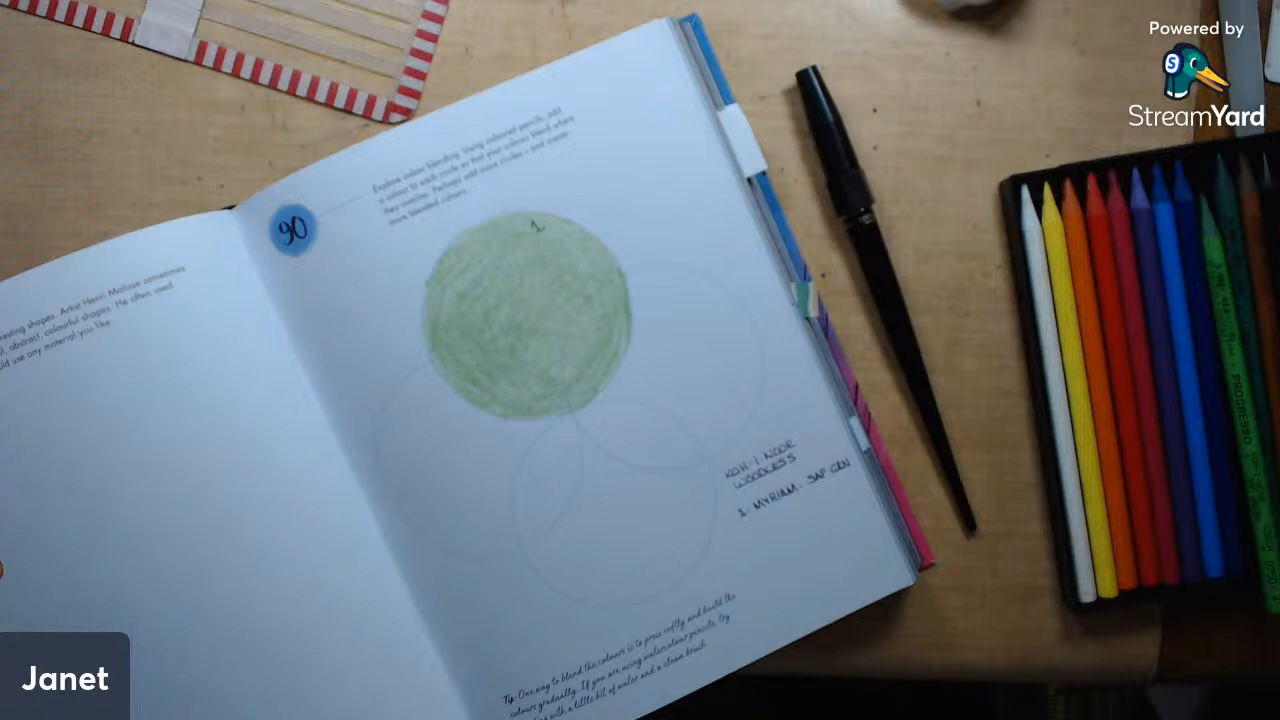 Powered by
StreamYard
Explore colour blending. Using coloured pencils, add
a colour to each circle so that your colours blend where
they overlap. Perhaps add more circles – and create
more blended colours.
90
1
resting shapes. Artist Henri Matisse sometimes
, abstract, colourful shapes. He often used
ld use any material you like
KOH-I NOOR
WOODLESS
1- MYRIAM - SAP GRN
PROGRESSO
Tip: One way to blend the colours is to press softly and build the
colours gradually. If you are using watercolour pencils, try
with a little bit of water and a clean brush.
Janet